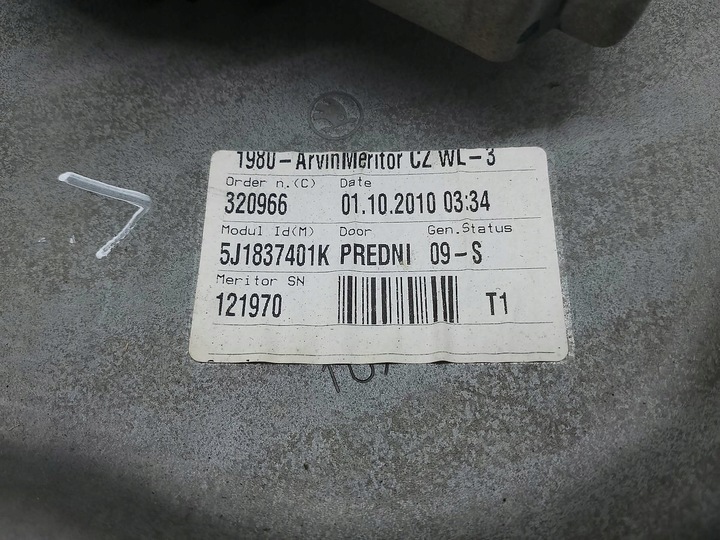 1980-ArvinMeritor CZ WL-3
Order n.(C) Date
320966 01.10.2010 03:34
Modul Id(M) Door Gen.Status
5J1837401K PREDNI 09-S
Meritor SN
121970 T1